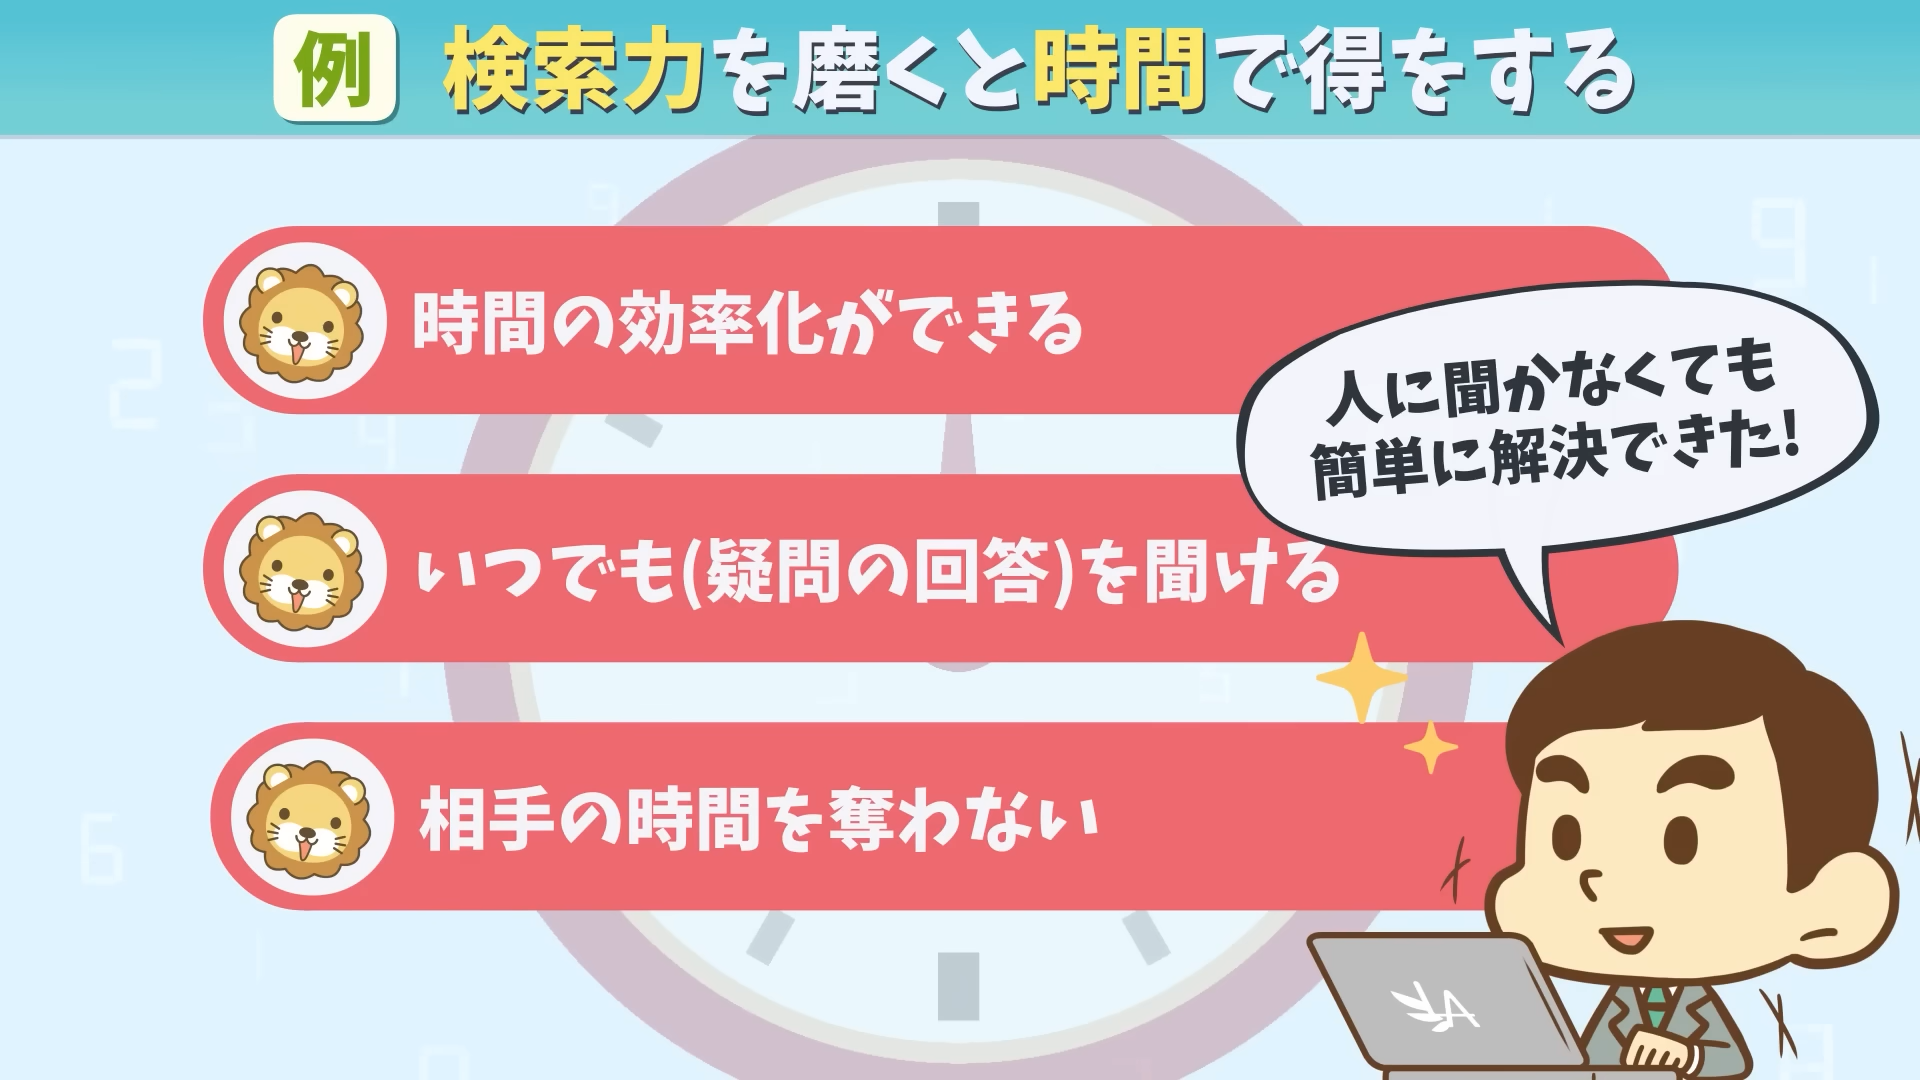 例 検索力を磨くと時間で得をする
時間の効率化ができる
人に聞かなくても
簡単に解決できた!
いつでも(疑問の回答)を聞ける
相手の時間を奪わない